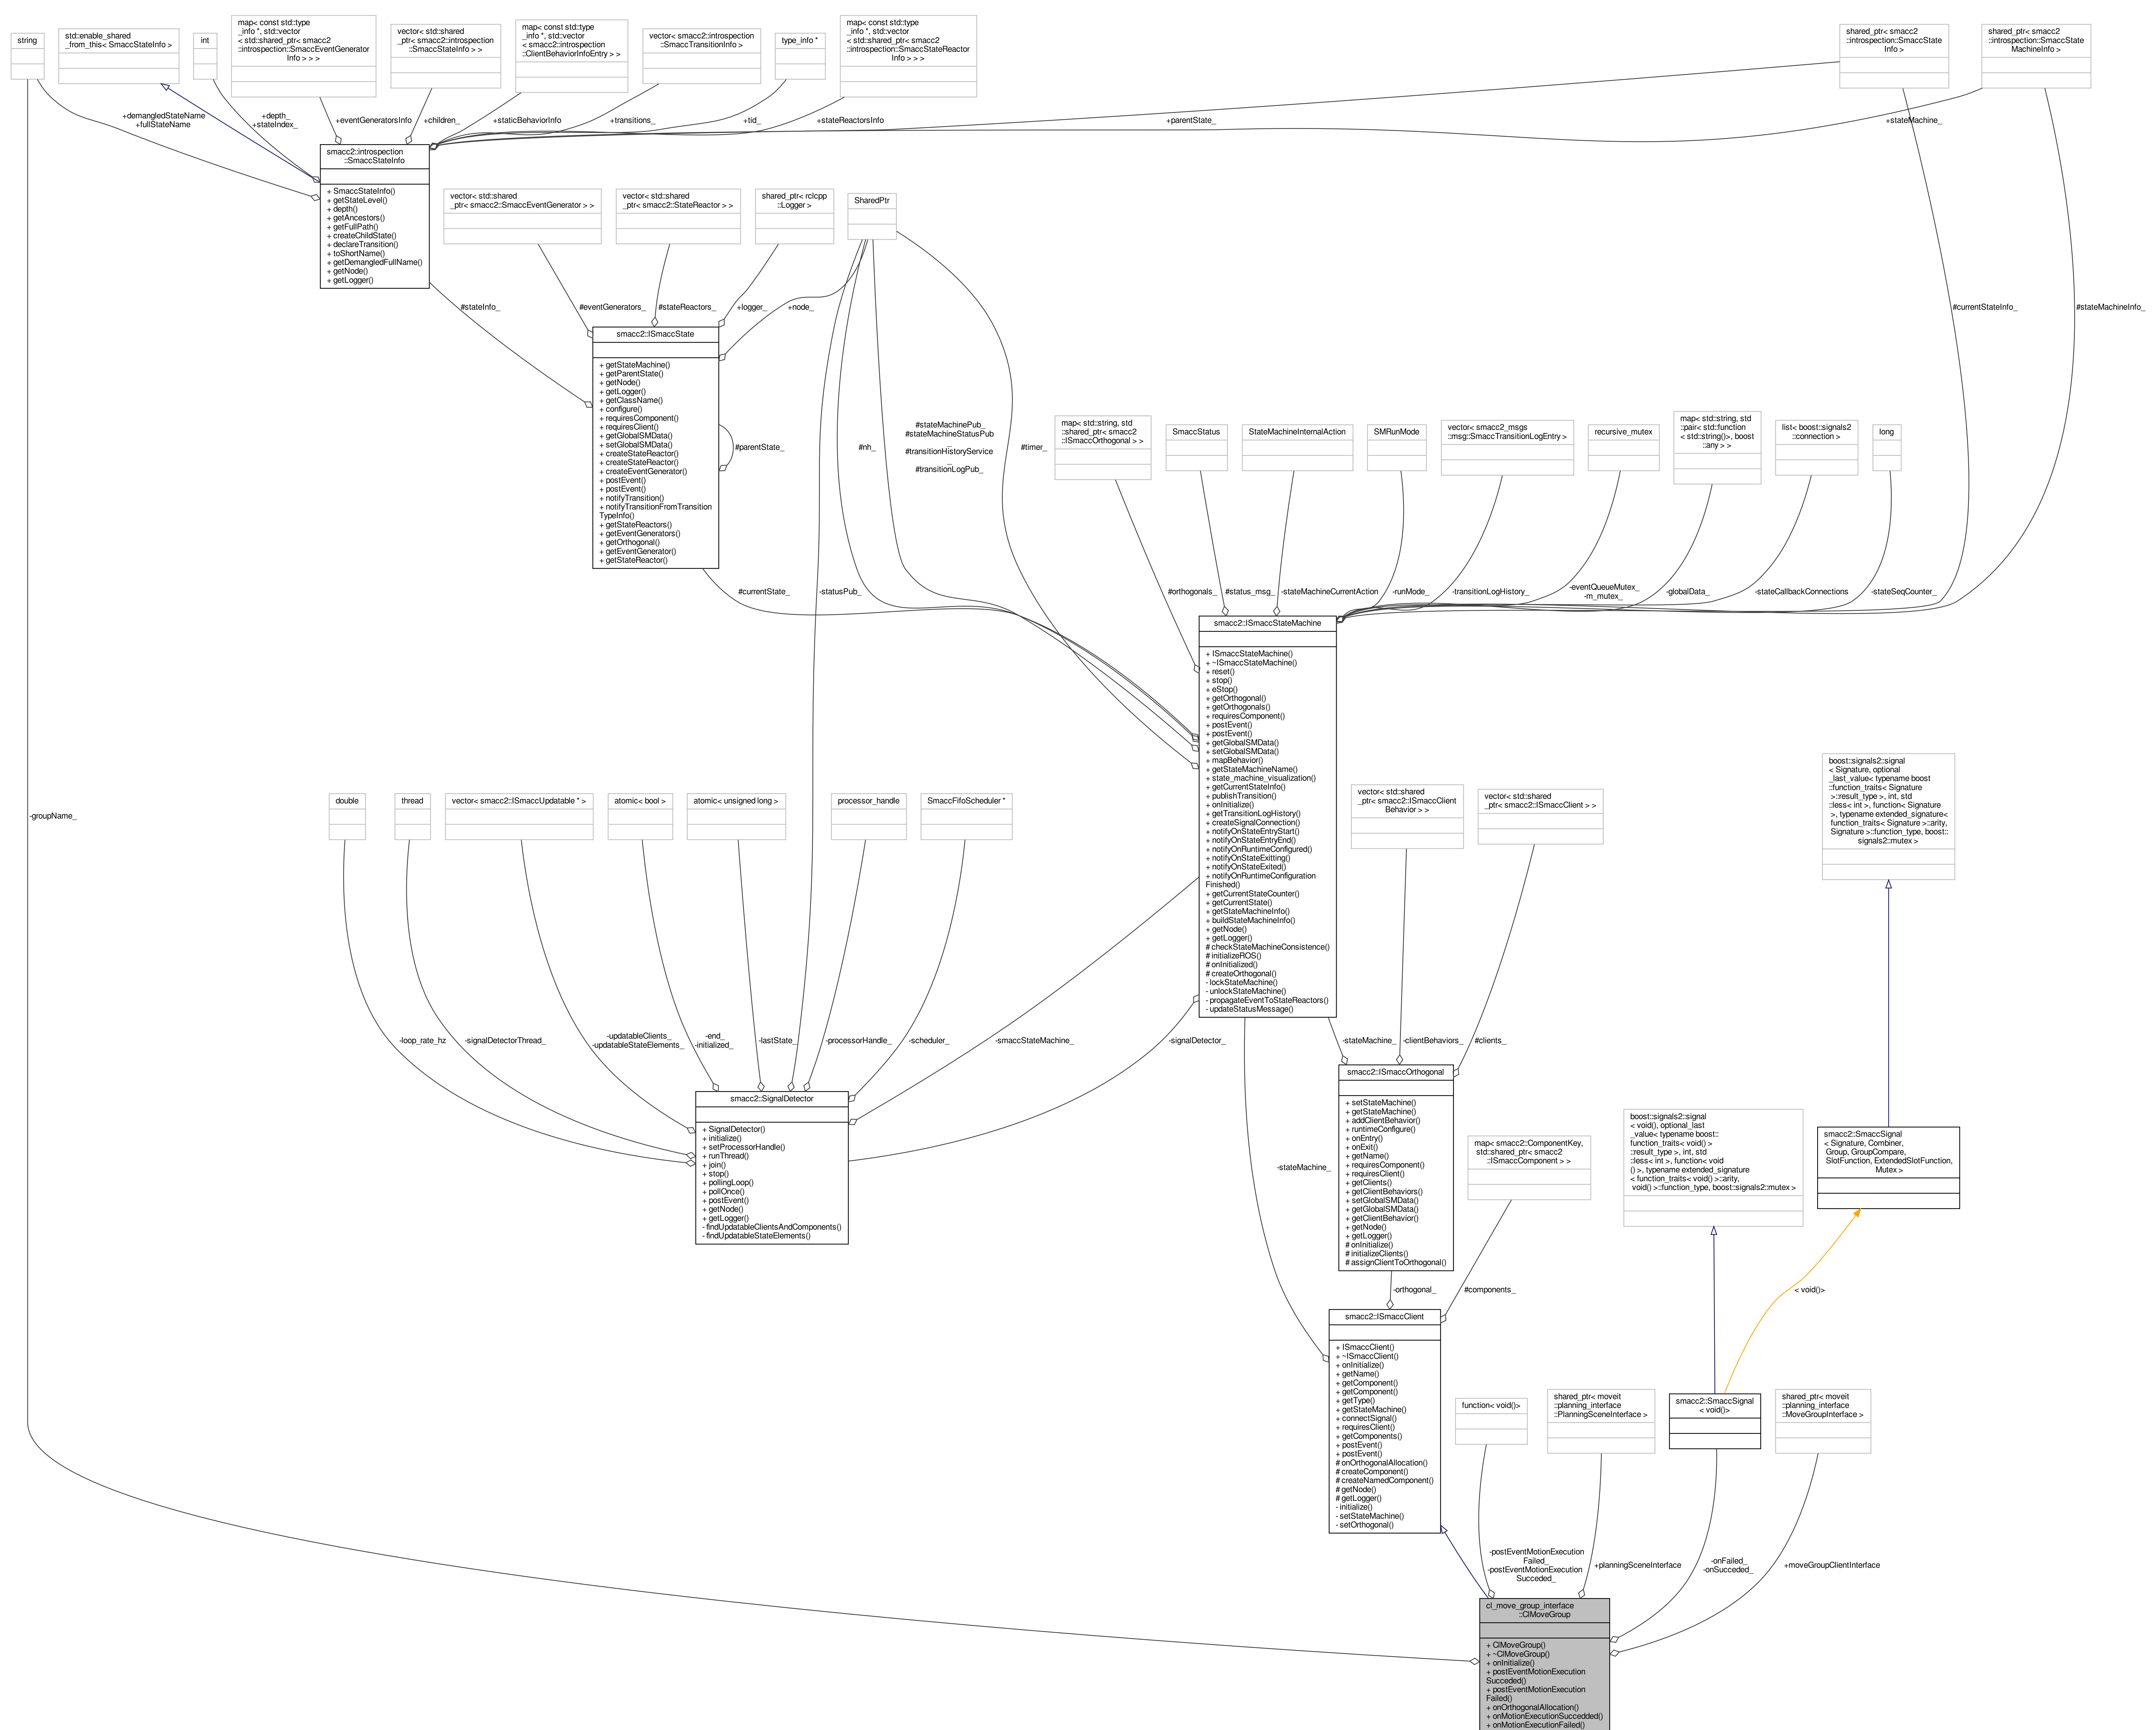 string
std::enable_shared
_from_this< SmaccStateInfo >
int
map< const std::type
_info *, std::vector
< std::shared_ptr< smacc2
::introspection::SmaccEventGenerator
Info > > >
vector< std::shared
_ptr< smacc2::introspection
::SmaccStateInfo > >
map< const std::type
_info *, std::vector
< smacc2::introspection
::ClientBehaviorInfoEntry > >
vector< smacc2::introspection
::SmaccTransitionInfo >
type_info *
map< const std::type
_info *, std::vector
< std::shared_ptr< smacc2
::introspection::SmaccStateReactor
Info > > >
shared_ptr< smacc2
::introspection::SmaccState
Info >
shared_ptr< smacc2
::introspection::SmaccState
MachineInfo >
+demangledStateName
+fullStateName
+depth_
+stateIndex_
+eventGeneratorsInfo
+children_
+staticBehaviorInfo
+transitions_
+tid_
+stateReactorsInfo
+parentState_
+stateMachine_
smacc2::introspection
::SmaccStateInfo
+ SmaccStateInfo()
+ getStateLevel()
+ depth()
+ getAncestors()
+ getFullPath()
+ createChildState()
+ declareTransition()
+ toShortName()
+ getDemangledFullName()
+ getNode()
+ getLogger()
vector< std::shared
_ptr< smacc2::SmaccEventGenerator > >
vector< std::shared
_ptr< smacc2::StateReactor > >
shared_ptr< rclcpp
::Logger >
SharedPtr
#stateInfo_
#eventGenerators_
#stateReactors_
+logger_
+node_
#currentStateInfo_
#stateMachineInfo_
smacc2::ISmaccState
+ getStateMachine()
+ getParentState()
+ getNode()
+ getLogger()
+ getClassName()
+ configure()
+ requiresComponent()
+ requiresClient()
+ getGlobalSMData()
+ setGlobalSMData()
+ createStateReactor()
+ createStateReactor()
+ createEventGenerator()
+ postEvent()
+ postEvent()
+ notifyTransition()
+ notifyTransitionFromTransition
TypeInfo()
+ getStateReactors()
+ getEventGenerators()
+ getOrthogonal()
+ getEventGenerator()
+ getStateReactor()
#parentState_
#nh_
#stateMachinePub_
#stateMachineStatusPub
_
#transitionHistoryService
_
#transitionLogPub_
#timer_
map< std::string, std
::shared_ptr< smacc2
::ISmaccOrthogonal > >
SmaccStatus
StateMachineInternalAction
SMRunMode
vector< smacc2_msgs
::msg::SmaccTransitionLogEntry >
recursive_mutex
map< std::string, std
::pair< std::function
< std::string()>, boost
::any > >
list< boost::signals2
::connection >
long
#currentState_
-statusPub_
#orthogonals_
#status_msg_
-stateMachineCurrentAction
-runMode_
-transitionLogHistory_
-eventQueueMutex_
-m_mutex_
-globalData_
-stateCallbackConnections
-stateSeqCounter_
smacc2::ISmaccStateMachine
+ ISmaccStateMachine()
+ ~ISmaccStateMachine()
+ reset()
+ stop()
+ eStop()
+ getOrthogonal()
+ getOrthogonals()
+ requiresComponent()
+ postEvent()
+ postEvent()
+ getGlobalSMData()
+ setGlobalSMData()
+ mapBehavior()
+ getStateMachineName()
+ state_machine_visualization()
+ getCurrentStateInfo()
+ publishTransition()
+ onInitialize()
+ getTransitionLogHistory()
+ createSignalConnection()
+ notifyOnStateEntryStart()
+ notifyOnStateEntryEnd()
+ notifyOnRuntimeConfigured()
+ notifyOnStateExitting()
+ notifyOnStateExited()
+ notifyOnRuntimeConfiguration
Finished()
+ getCurrentStateCounter()
+ getCurrentState()
+ getStateMachineInfo()
+ buildStateMachineInfo()
+ getNode()
+ getLogger()
# checkStateMachineConsistence()
# initializeROS()
# onInitialized()
# createOrthogonal()
- lockStateMachine()
- unlockStateMachine()
- propagateEventToStateReactors()
- updateStatusMessage()
-groupName_
double
thread
vector< smacc2::ISmaccUpdatable * >
atomic< bool >
atomic< unsigned long >
processor_handle
SmaccFifoScheduler *
vector< std::shared
_ptr< smacc2::ISmaccClient
Behavior > >
vector< std::shared
_ptr< smacc2::ISmaccClient > >
boost::signals2::signal
< Signature, optional
_last_value< typename boost
::function_traits< Signature
>::result_type >, int, std
::less< int >, function< Signature
>, typename extended_signature<
function_traits< Signature >::arity,
Signature >::function_type, boost::
signals2::mutex >
-loop_rate_hz
-signalDetectorThread_
-updatableClients_
-updatableStateElements_
-end_
-initialized_
-lastState_
-processorHandle_
-scheduler_
-smaccStateMachine_
-signalDetector_
-stateMachine_
-clientBehaviors_
#clients_
smacc2::SignalDetector
+ SignalDetector()
+ initialize()
+ setProcessorHandle()
+ runThread()
+ join()
+ stop()
+ pollingLoop()
+ pollOnce()
+ postEvent()
+ getNode()
+ getLogger()
- findUpdatableClientsAndComponents()
- findUpdatableStateElements()
smacc2::ISmaccOrthogonal
+ setStateMachine()
+ getStateMachine()
+ addClientBehavior()
+ runtimeConfigure()
+ onEntry()
+ onExit()
+ getName()
+ requiresComponent()
+ requiresClient()
+ getClients()
+ getClientBehaviors()
+ setGlobalSMData()
+ getGlobalSMData()
+ getClientBehavior()
+ getNode()
+ getLogger()
# onInitialize()
# initializeClients()
# assignClientToOrthogonal()
map< smacc2::ComponentKey,
std::shared_ptr< smacc2
::ISmaccComponent > >
boost::signals2::signal
< void(), optional_last
_value< typename boost::
function_traits< void() >
::result_type >, int, std
::less< int >, function< void
() >, typename extended_signature
< function_traits< void() >::arity,
void() >::function_type, boost::signals2::mutex >
smacc2::SmaccSignal
< Signature, Combiner,
Group, GroupCompare,
SlotFunction, ExtendedSlotFunction,
Mutex >
-stateMachine_
-orthogonal_
#components_
< void()>
smacc2::ISmaccClient
+ ISmaccClient()
+ ~ISmaccClient()
+ onInitialize()
+ getName()
+ getComponent()
+ getComponent()
+ getType()
+ getStateMachine()
+ connectSignal()
+ requiresClient()
+ getComponents()
+ postEvent()
+ postEvent()
# onOrthogonalAllocation()
# createComponent()
# createNamedComponent()
# getNode()
# getLogger()
- initialize()
- setStateMachine()
- setOrthogonal()
function< void()>
shared_ptr< moveit
::planning_interface
::PlanningSceneInterface >
smacc2::SmaccSignal
< void()>
shared_ptr< moveit
::planning_interface
::MoveGroupInterface >
-postEventMotionExecution
Failed_
-postEventMotionExecution
Succeded_
+planningSceneInterface
-onFailed_
-onSucceded_
+moveGroupClientInterface
cl_move_group_interface
::ClMoveGroup
+ ClMoveGroup()
+ ~ClMoveGroup()
+ onInitialize()
+ postEventMotionExecution
Succeded()
+ postEventMotionExecution
Failed()
+ onOrthogonalAllocation()
+ onMotionExecutionSuccedded()
+ onMotionExecutionFailed()